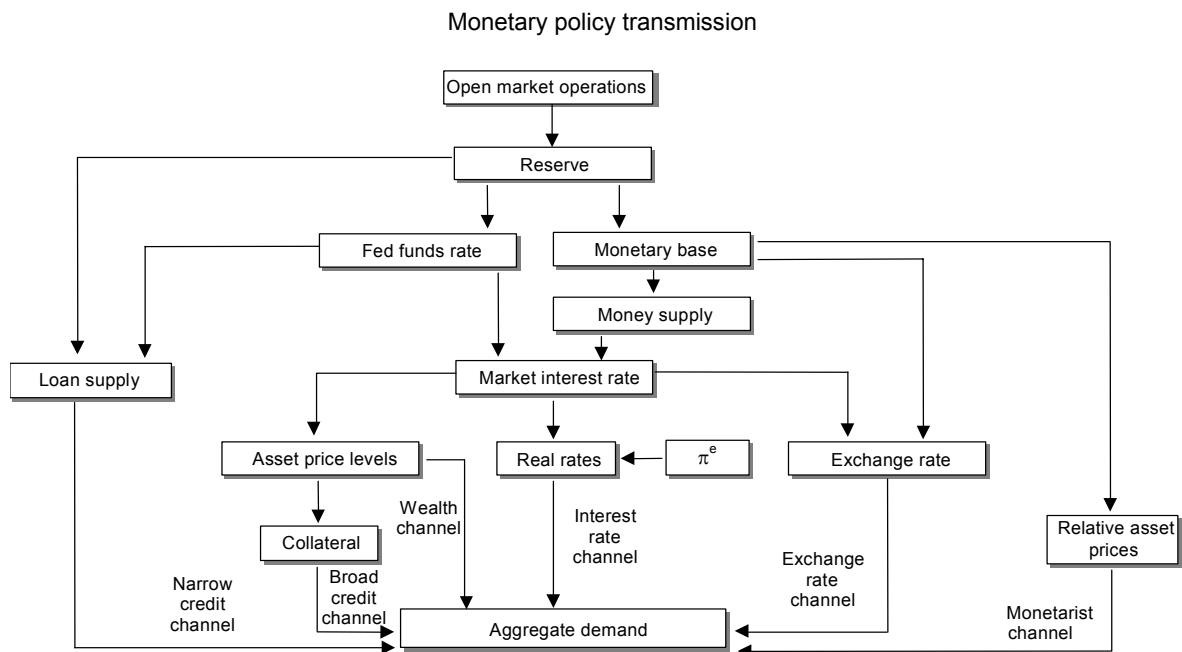 Monetary policy transmission
Open market operations
Reserve
Fed funds rate
Monetary base
Money supply
Loan supply
Market interest rate
Asset price levels
Real rates
πᵉ
Exchange rate
Wealth
channel
Interest
rate
channel
Collateral
Relative asset
prices
Exchange
rate
channel
Narrow
credit
channel
Broad
credit
channel
Monetarist
channel
Aggregate demand